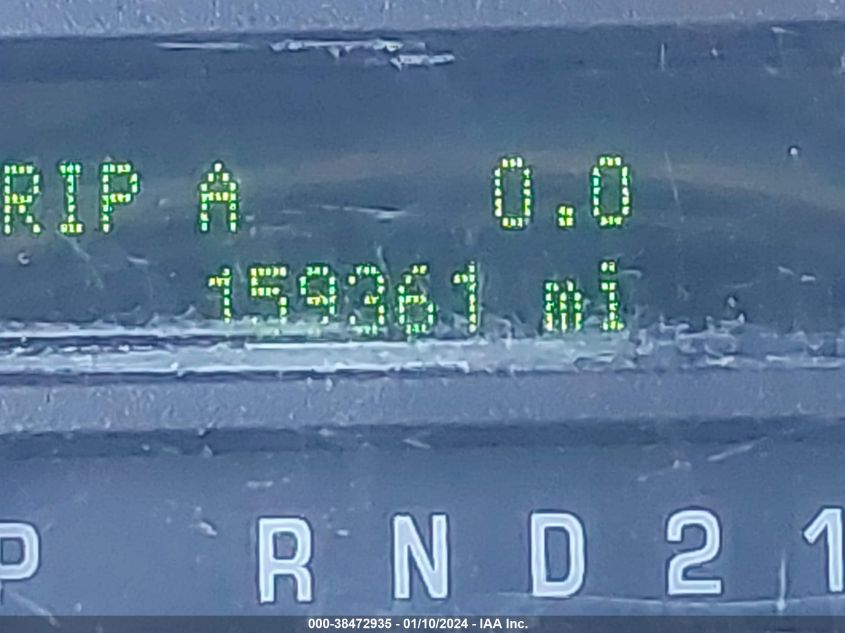 RIP A 0.0
159361 mi
P R N D 2 1
000-38472935 - 01/10/2024 - IAA Inc.